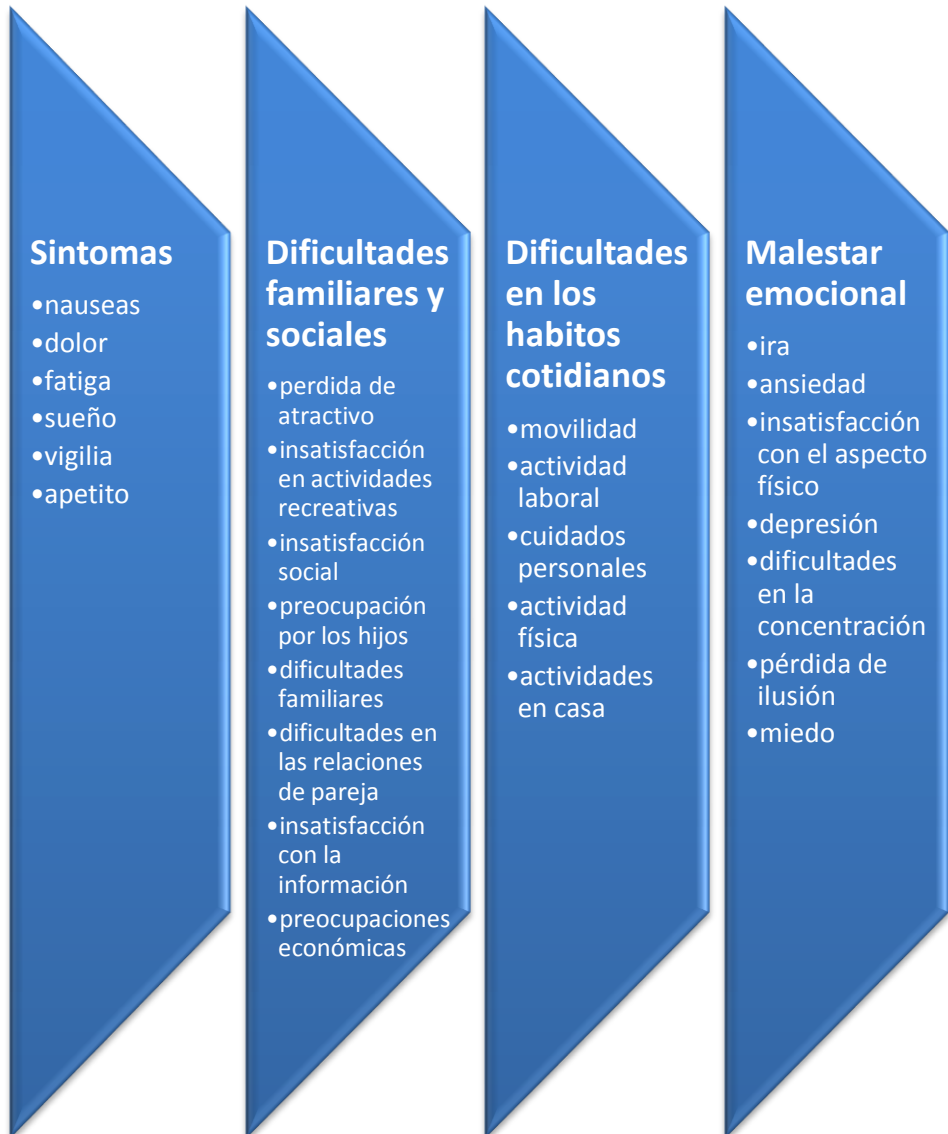 Sintomas
•nauseas
•dolor
•fatiga
•sueño
•vigilia
•apetito
Dificultades
familiares y
sociales
•perdida de
atractivo
•insatisfacción
en actividades
recreativas
•insatisfacción
social
•preocupación
por los hijos
•dificultades
familiares
•dificultades en
las relaciones
de pareja
•insatisfacción
con la
información
•preocupaciones
económicas
Dificultades
en los
habitos
cotidianos
•movilidad
•actividad
laboral
•cuidados
personales
•actividad
física
•actividades
en casa
Malestar
emocional
•ira
•ansiedad
•insatisfacción
con el aspecto
físico
•depresión
•dificultades
en la
concentración
•pérdida de
ilusión
•miedo